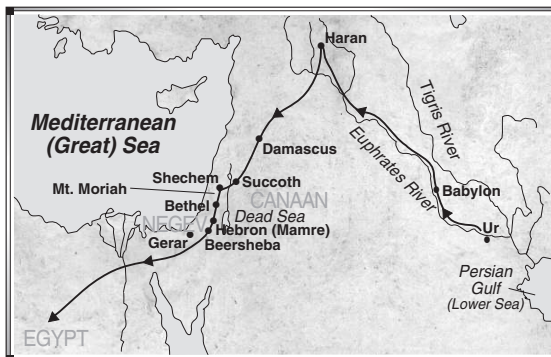 Haran
Tigris River
Mediterranean
(Great) Sea
Euphrates River
Damascus
Shechem
Succoth
Mt. Moriah
CANAAN
Babylon
Bethel
Dead Sea
NEGEV
Hebron (Mamre)
Ur
Gerar
Beersheba
Persian
Gulf
(Lower Sea)
EGYPT